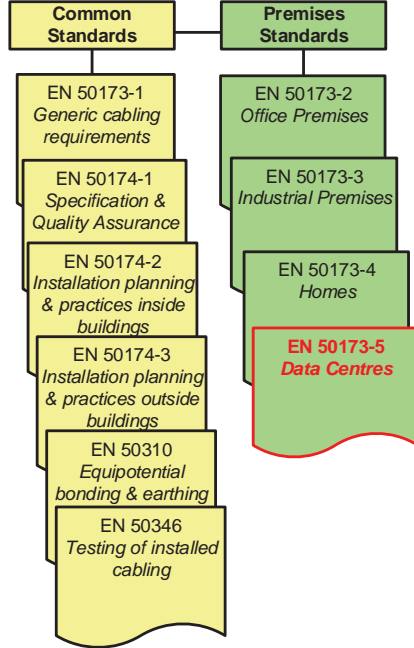 Common
Standards
Premises
Standards
EN 50173-1
Generic cabling
requirements
EN 50174-1
Specification &
Quality Assurance
EN 50174-2
Installation planning
& practices inside
buildings
EN 50174-3
Installation planning
& practices outside
buildings
EN 50310
Equipotential
bonding & earthing
EN 50346
Testing of installed
cabling
EN 50173-2
Office Premises
EN 50173-3
Industrial Premises
EN 50173-4
Homes
EN 50173-5
Data Centres